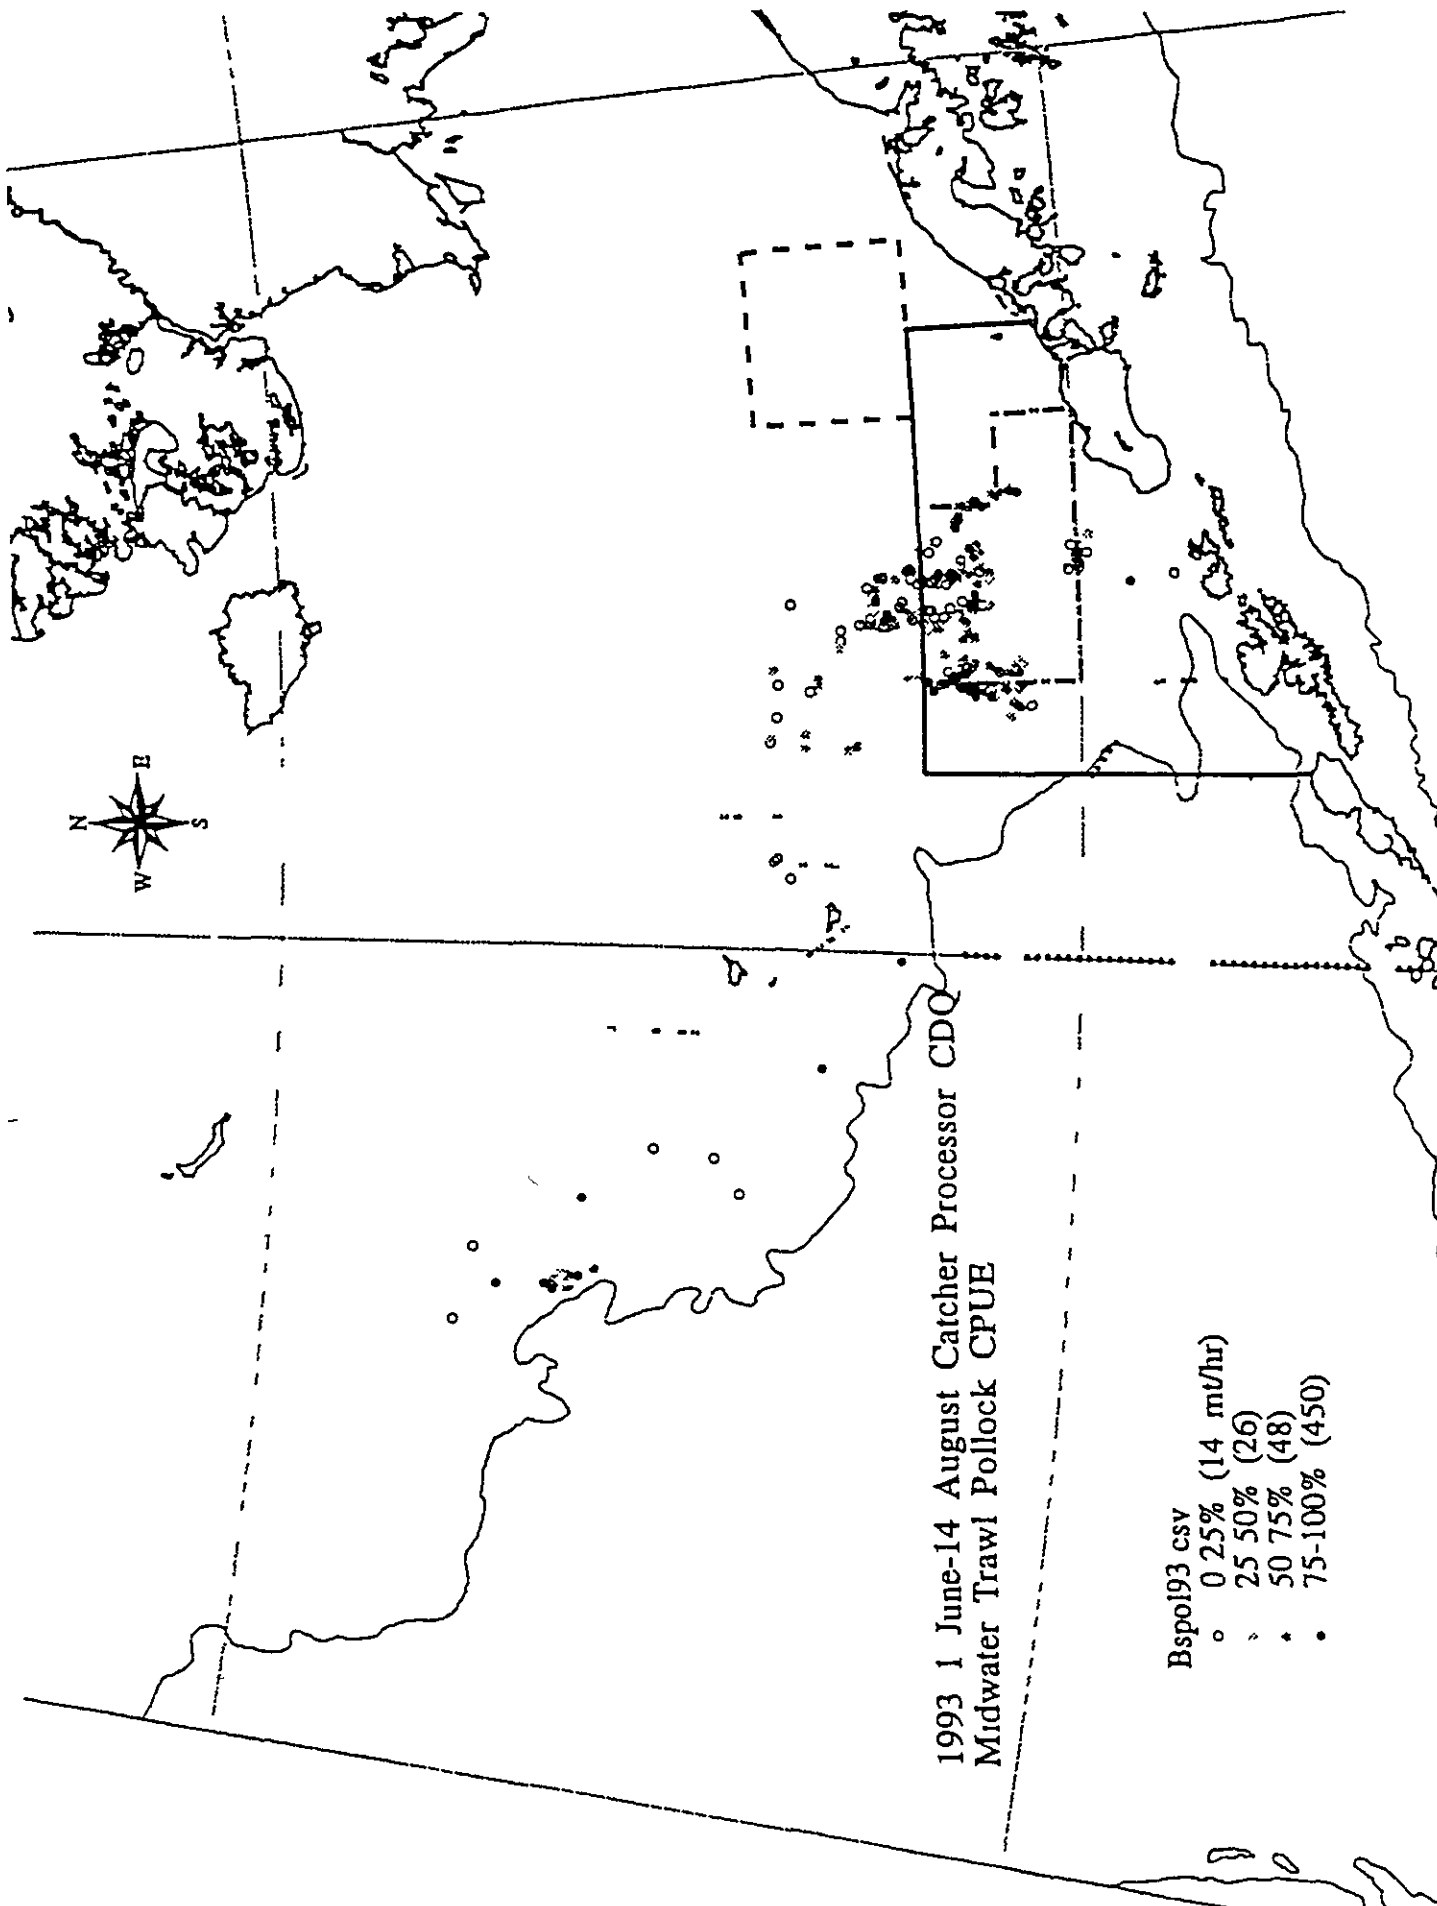 N
E
W
S
1993 1 June-14 August Catcher Processor CDQ
Midwater Trawl Pollock CPUE
Bspol93 csv
0 25% (14 mt/hr)
25 50% (26)
50 75% (48)
75-100% (450)